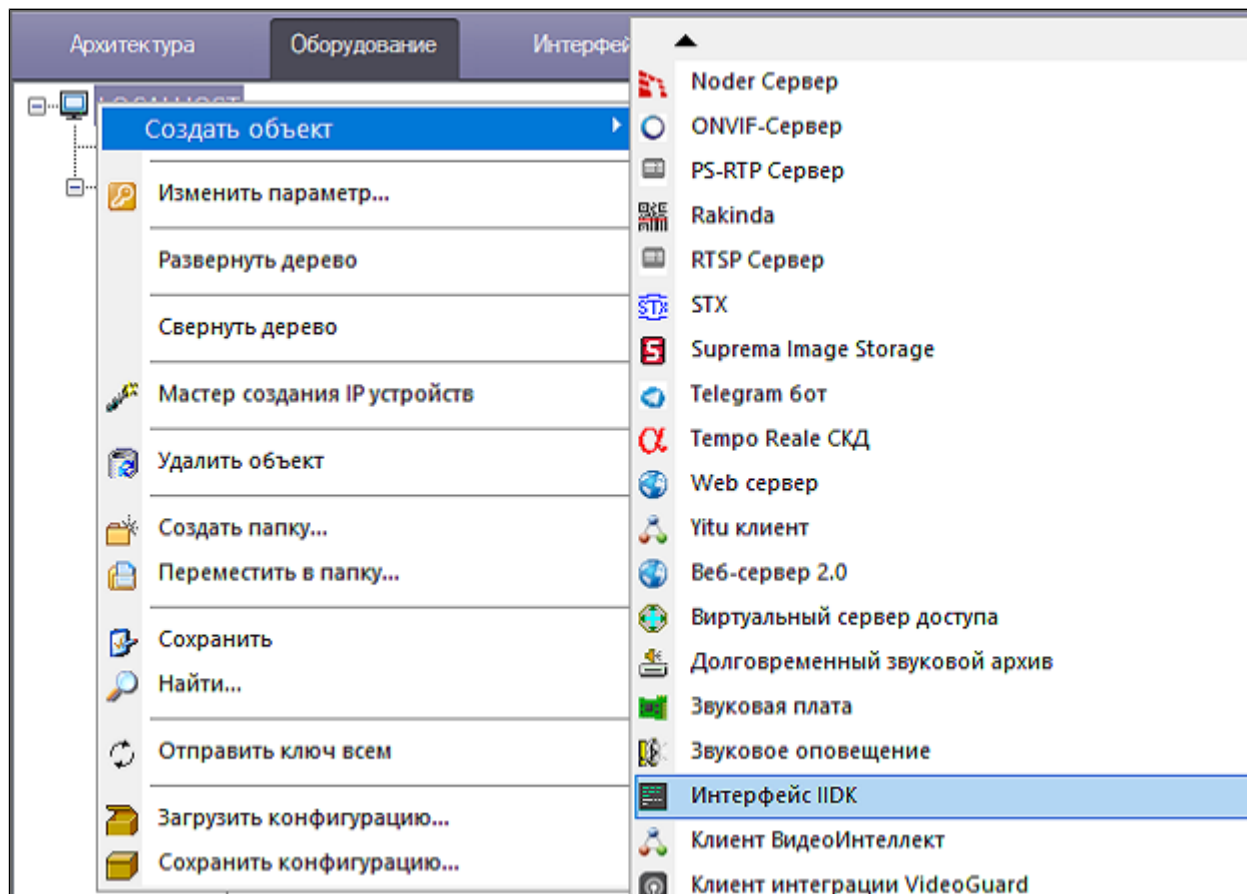 Архитектура
Оборудование
Интерфей
LOCALHOST
Создать объект
Изменить параметр...
Развернуть дерево
Свернуть дерево
Мастер создания IP устройств
Удалить объект
Создать папку...
Переместить в папку...
Сохранить
Найти...
Отправить ключ всем
Загрузить конфигурацию...
Сохранить конфигурацию...
Noder Сервер
ONVIF-Сервер
PS-RTP Сервер
Rakinda
RTSP Сервер
STX
Suprema Image Storage
Telegram бот
Tempo Reale СКД
Web сервер
Yitu клиент
Веб-сервер 2.0
Виртуальный сервер доступа
Долговременный звуковой архив
Звуковая плата
Звуковое оповещение
Интерфейс IIDK
Клиент ВидеоИнтеллект
Клиент интеграции VideoGuard